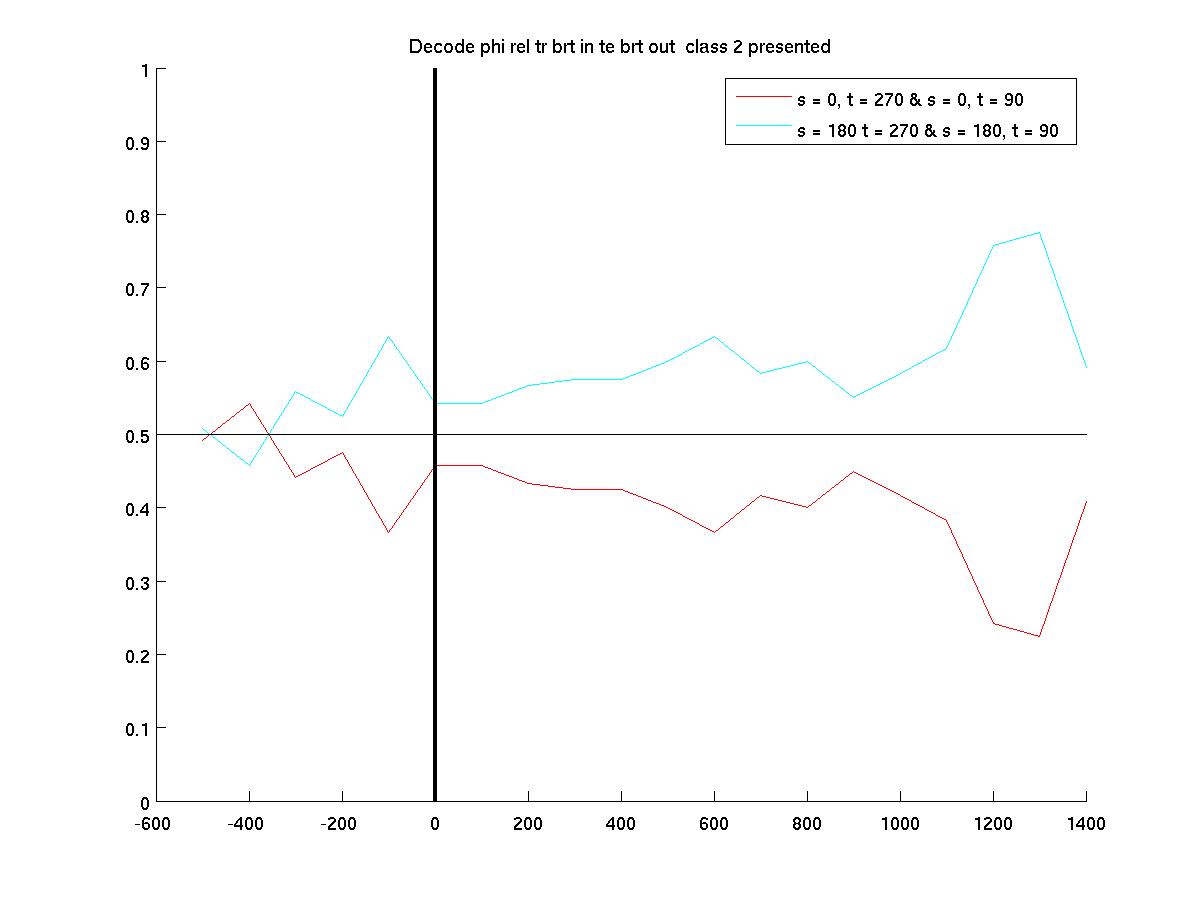 Decode phi rel tr brt in te brt out  class 2 presented
s = 0, t = 270 & s = 0, t = 90
s = 180 t = 270 & s = 180, t = 90
1
0.9
0.8
0.7
0.6
0.5
0.4
0.3
0.2
0.1
0
-600 -400 -200 0 200 400 600 800 1000 1200 1400